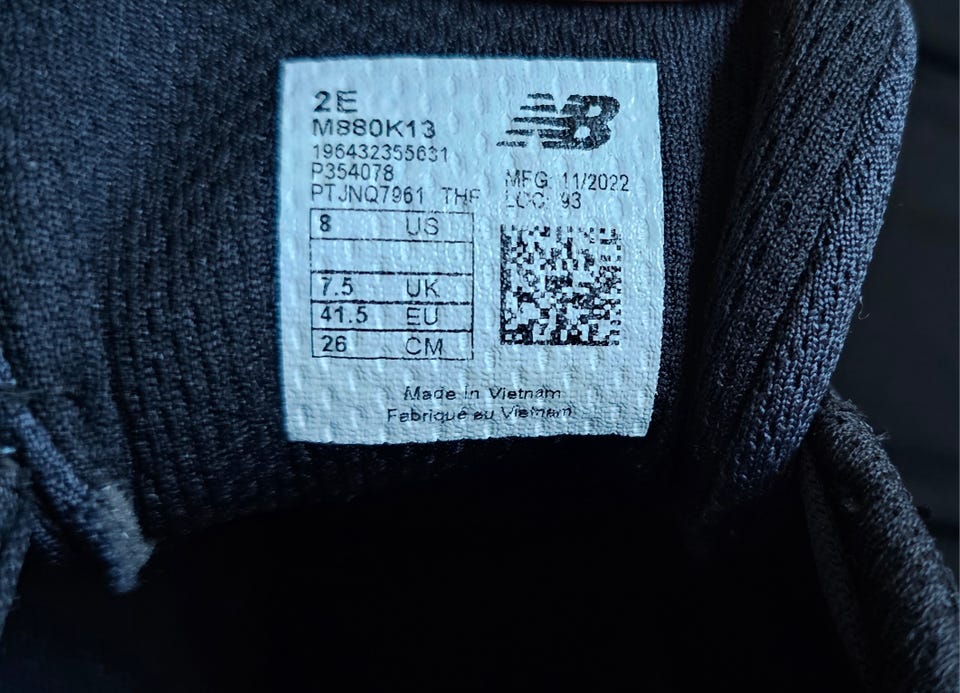 2E
M880K13
196432355631
P354078
PTJNQ7961 THF
NB
MFG: 11/2022
LOC: 93
8 US
7.5 UK
41.5 EU
26 CM
Made in Vietnam
Fabriqué au Vietnam